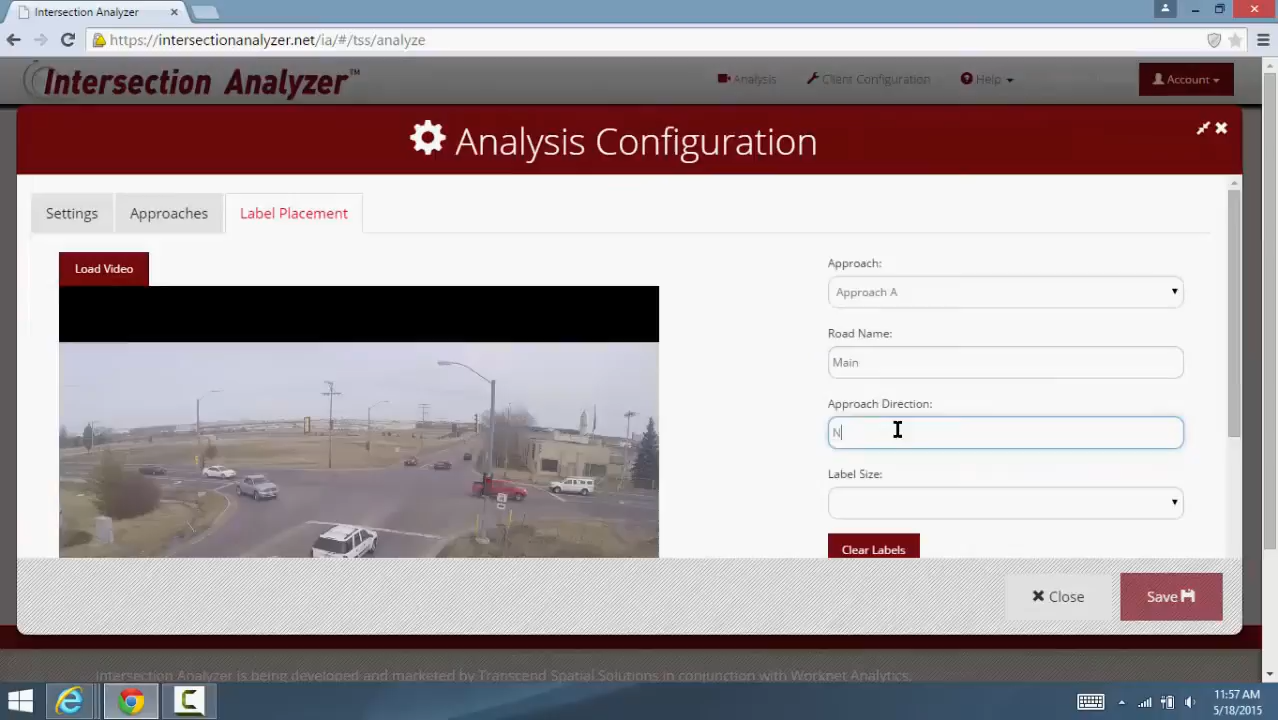 Intersection Analyzer
https://intersectionanalyzer.net/ia/#/tss/analyze
Intersection Analyzer™
Analysis
Client Configuration
Help
Account
Analysis Configuration
Settings
Approaches
Label Placement
Load Video
Approach:
Approach A
Road Name:
Main
Approach Direction:
N
Label Size:
Clear Labels
Close
Save
Intersection Analyzer is being developed and marketed by Transcend Spatial Solutions in conjunction with Worknet Analytics.
11:57 AM
5/18/2015